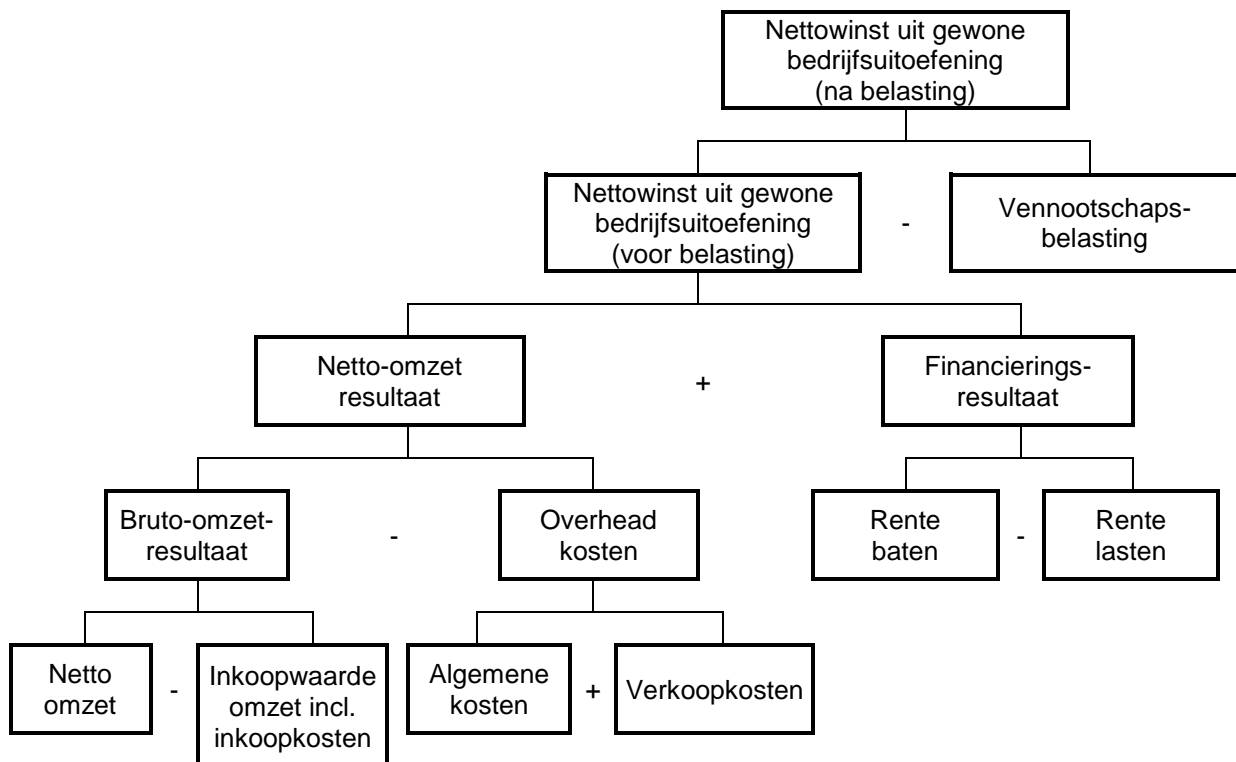 Nettowinst uit gewone
bedrijfsuitoefening
(na belasting)
Nettowinst uit gewone
bedrijfsuitoefening
(voor belasting)
-
Vennootschaps-
belasting
Netto-omzet
resultaat
+
Financierings-
resultaat
Bruto-omzet-
resultaat
-
Overhead
kosten
Rente
baten
-
Rente
lasten
Netto
omzet
-
Inkoopwaarde
omzet incl.
inkoopkosten
Algemene
kosten
+
Verkoopkosten